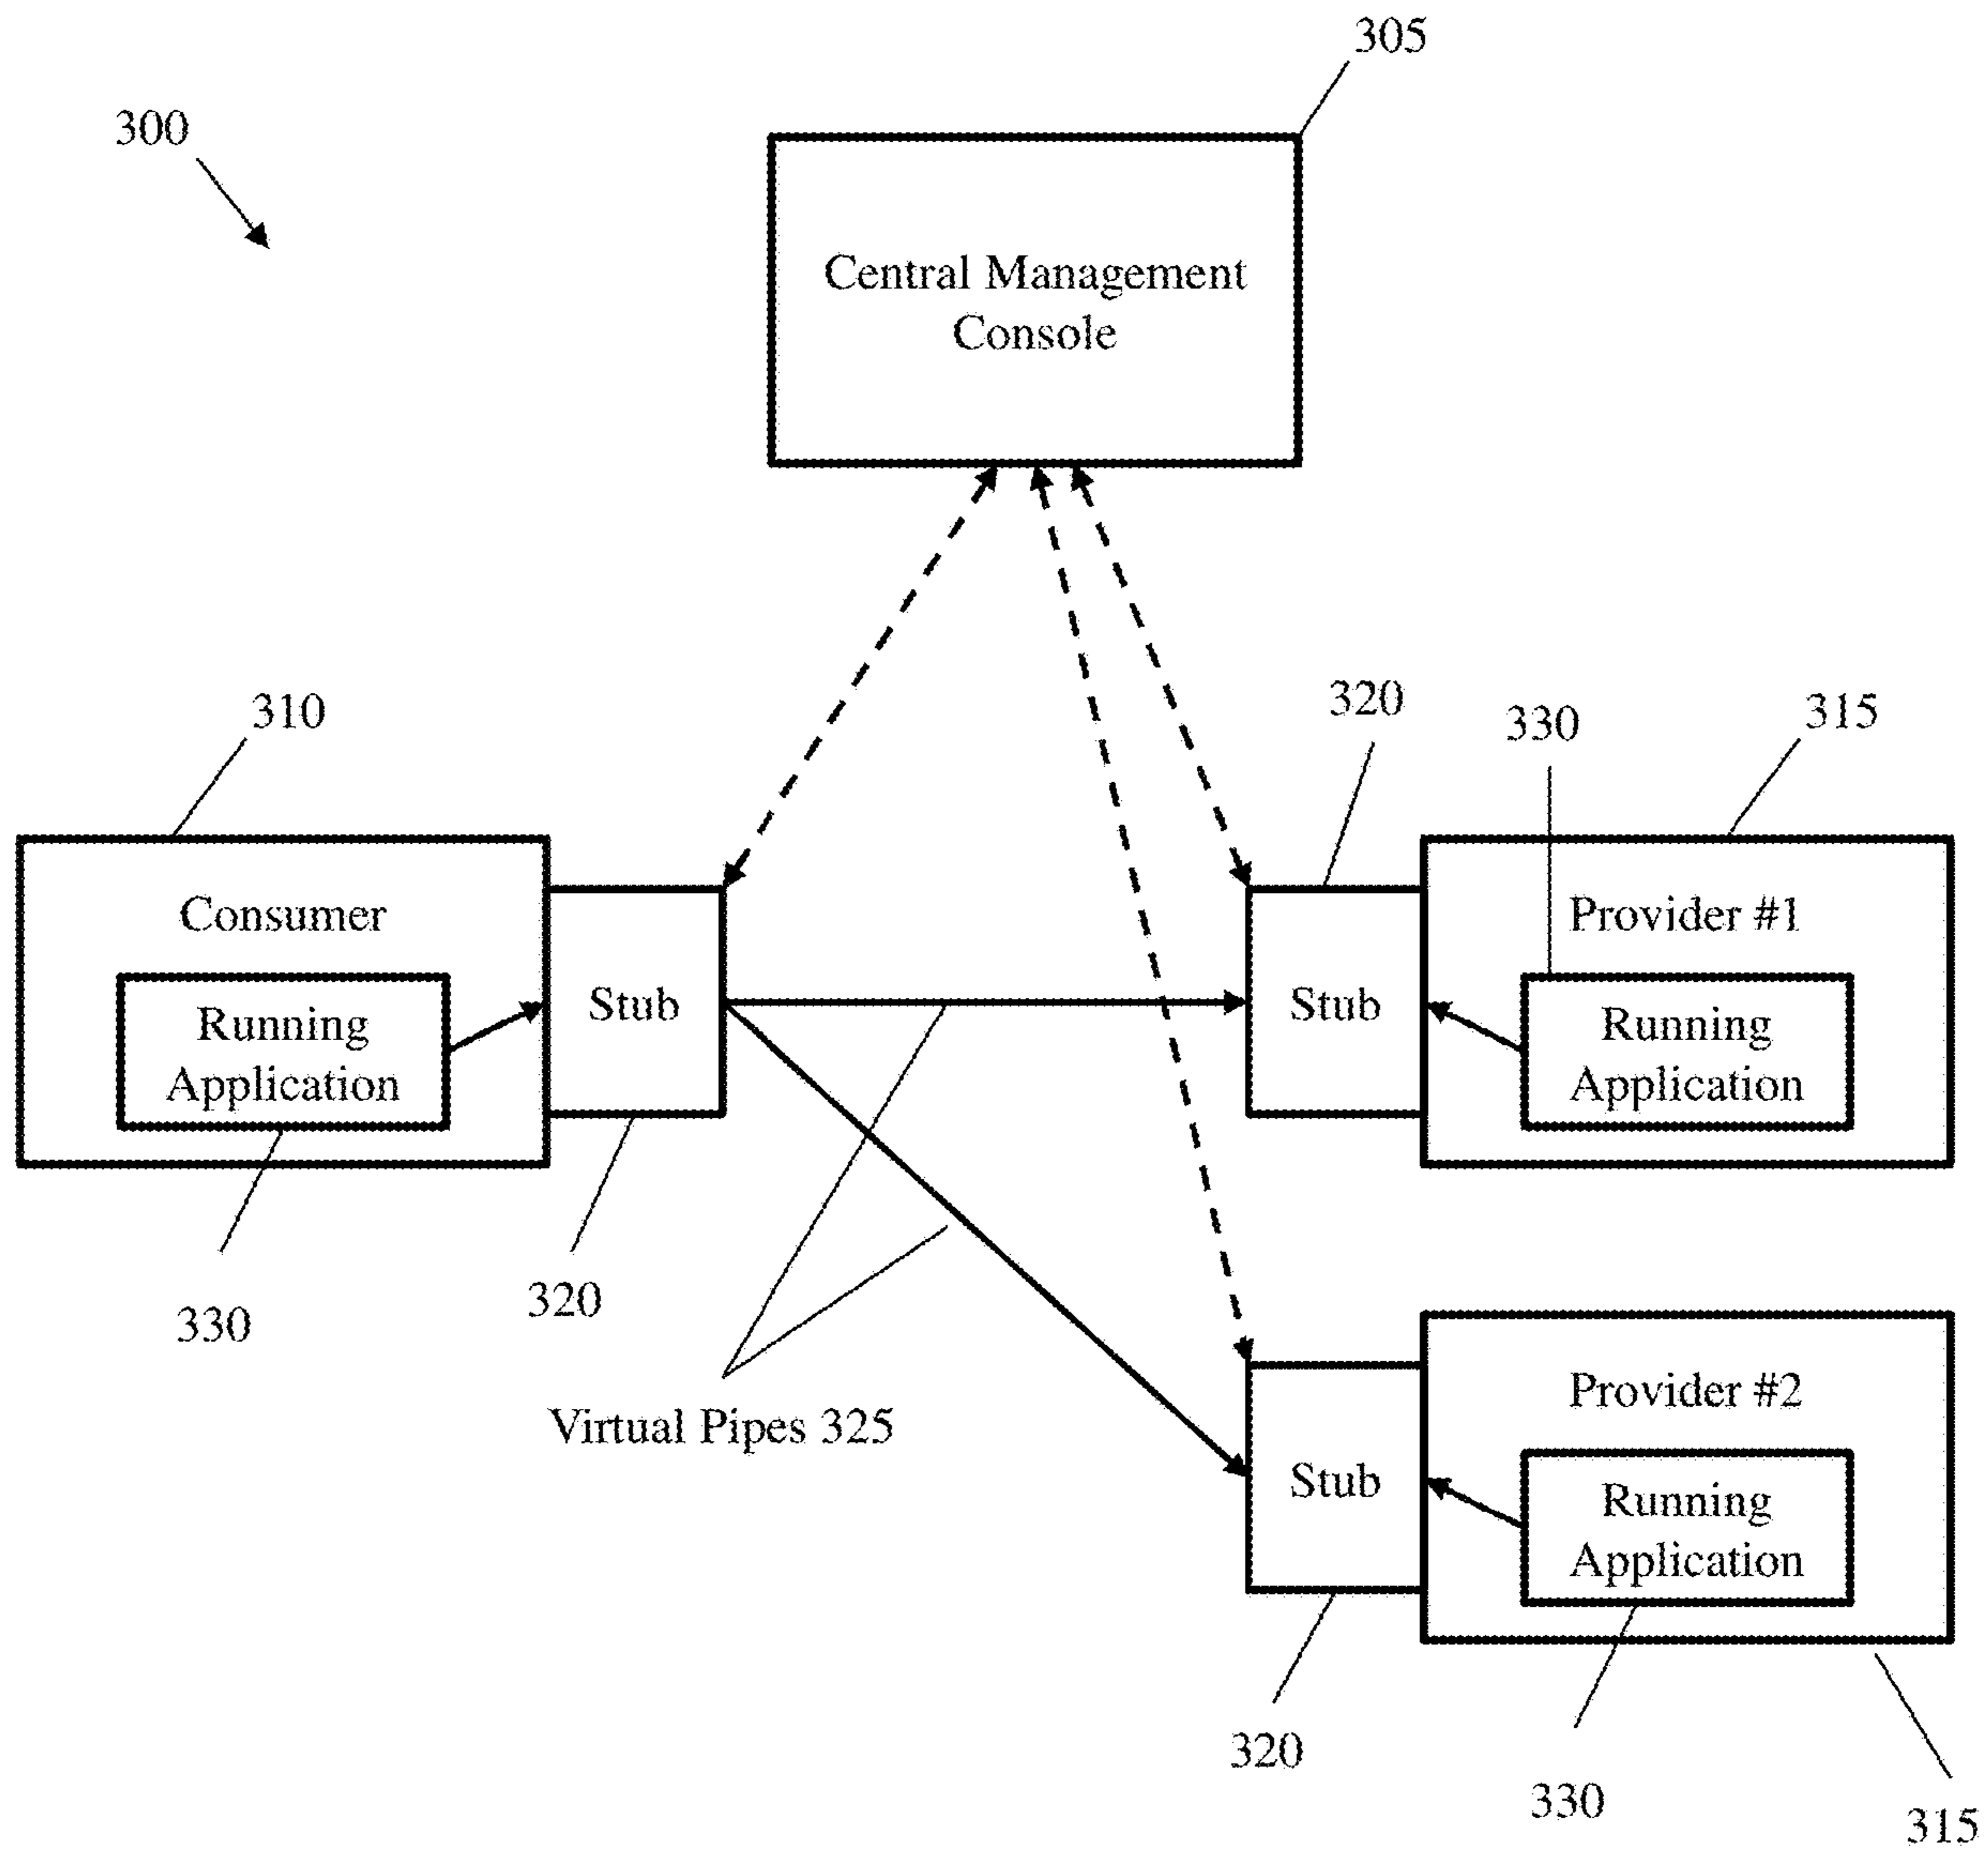 305
300
Central Management
Console
310
320
330
315
Consumer
Stub
Running
Application
Stub
Provider #1
Running
Application
330
320
Virtual Pipes 325
Stub
Provider #2
Running
Application
320
330
315